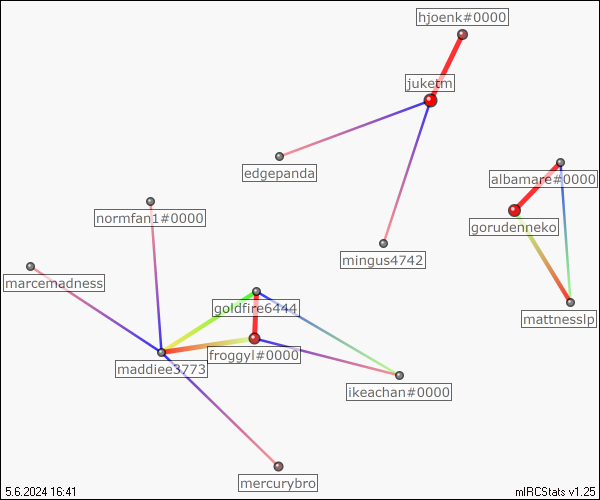 hjoenk#0000
juketm
edgepanda
albamare#0000
normfan1#0000
gorudenneko
mingus4742
marcemadness
goldfire6444
mattnesslp
froggyl#0000
maddiee3773
ikeachan#0000
mercurybro
5.6.2024 16:41
mIRCStats v1.25